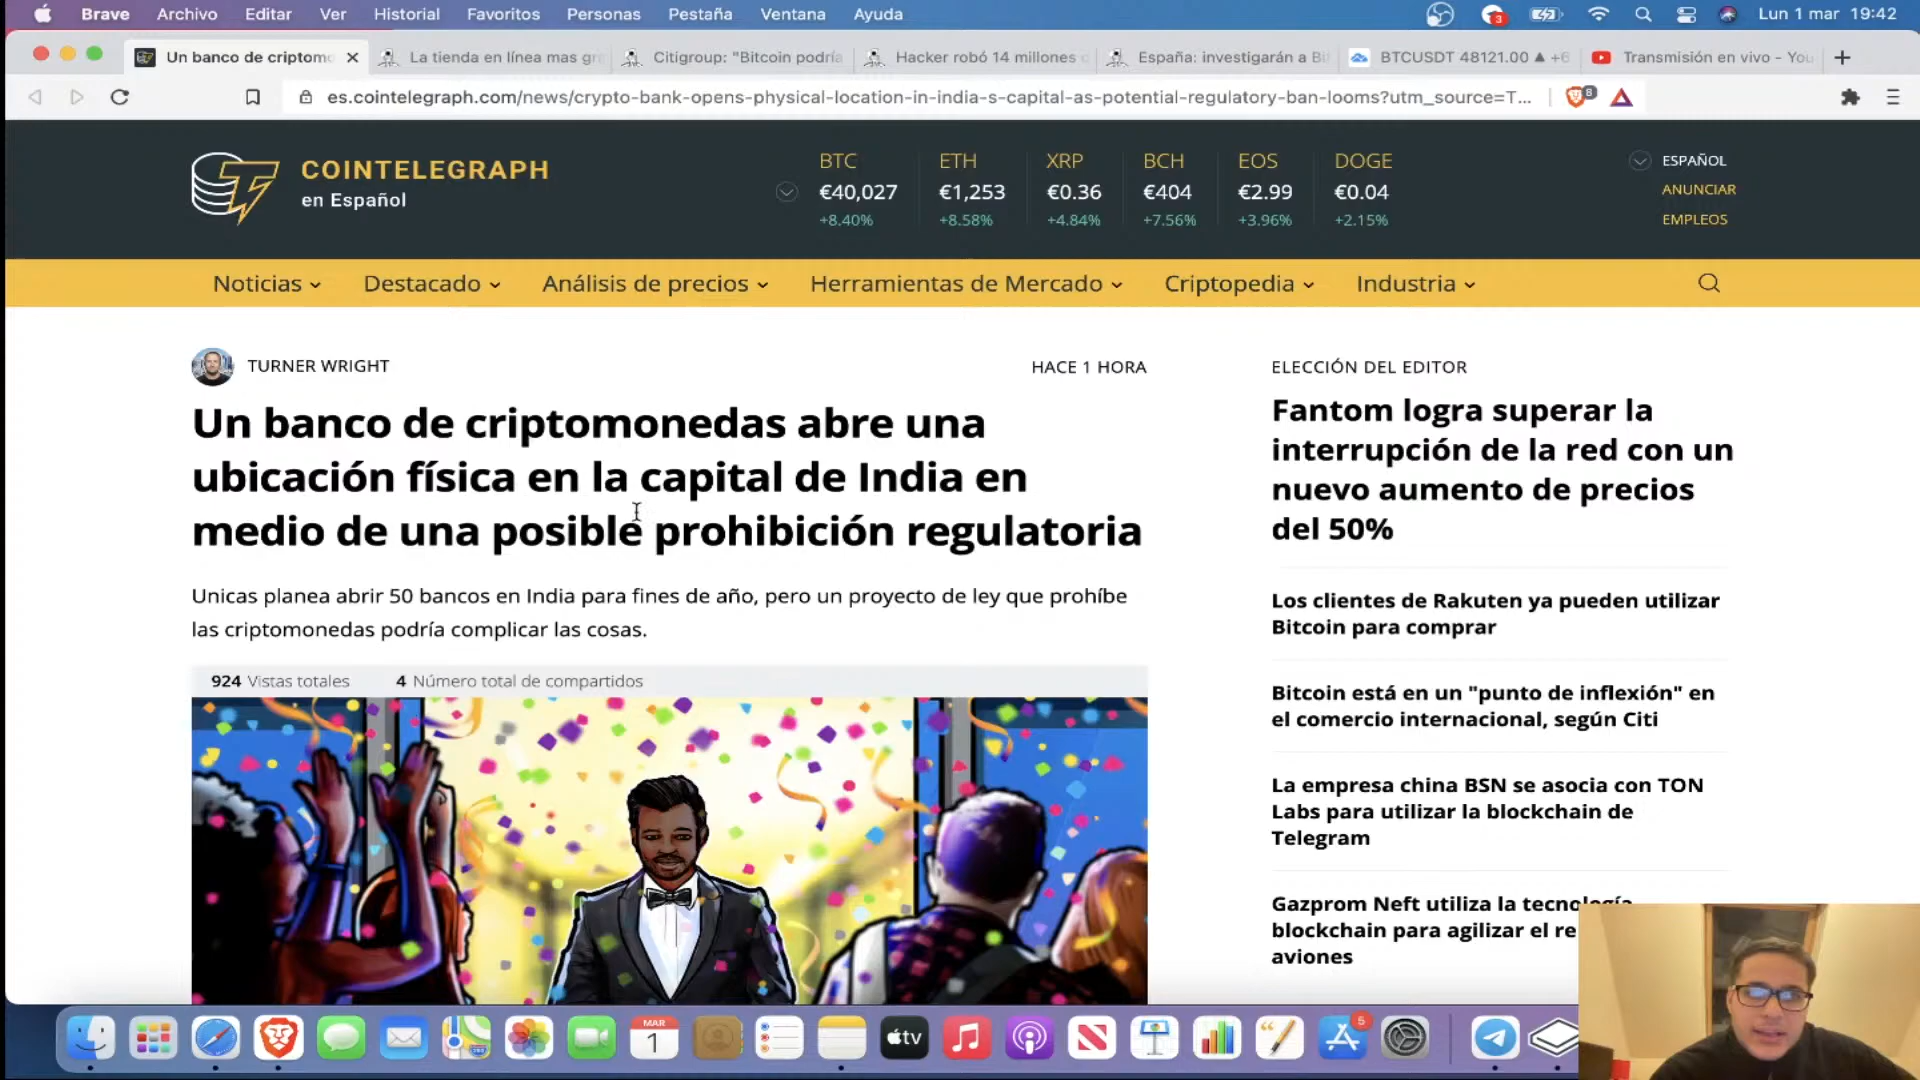 Brave Archivo Editar Ver Historial Favoritos Personas Pestaña Ventana Ayuda
3
Lun 1 mar 19:42
Un banco de criptomo
La tienda en línea mas gr
Citigroup: "Bitcoin podría
Hacker robó 14 millones
España: investigarán a Bi
BTCUSDT 48121.00 ▲ +6
Transmisión en vivo - You
es.cointelegraph.com/news/crypto-bank-opens-physical-location-in-india-s-capital-as-potential-regulatory-ban-looms?utm_source=T...
8
COINTELEGRAPH
en Español
BTC ETH XRP BCH EOS DOGE
€40,027 €1,253 €0.36 €404 €2.99 €0.04
+8.40% +8.58% +4.84% +7.56% +3.96% +2.15%
ESPAÑOL
ANUNCIAR
EMPLEOS
Noticias Destacado Análisis de precios Herramientas de Mercado Criptopedia Industria
TURNER WRIGHT
HACE 1 HORA
Un banco de criptomonedas abre una
ubicación física en la capital de India en
medio de una posible prohibición regulatoria
Unicas planea abrir 50 bancos en India para fines de año, pero un proyecto de ley que prohíbe
las criptomonedas podría complicar las cosas.
924 Vistas totales 4 Número total de compartidos
ELECCIÓN DEL EDITOR
Fantom logra superar la
interrupción de la red con un
nuevo aumento de precios
del 50%
Los clientes de Rakuten ya pueden utilizar
Bitcoin para comprar
Bitcoin está en un "punto de inflexión" en
el comercio internacional, según Citi
La empresa china BSN se asocia con TON
Labs para utilizar la blockchain de
Telegram
Gazprom Neft utiliza la tecnología
blockchain para agilizar el re
aviones
MAR
1
tv
5